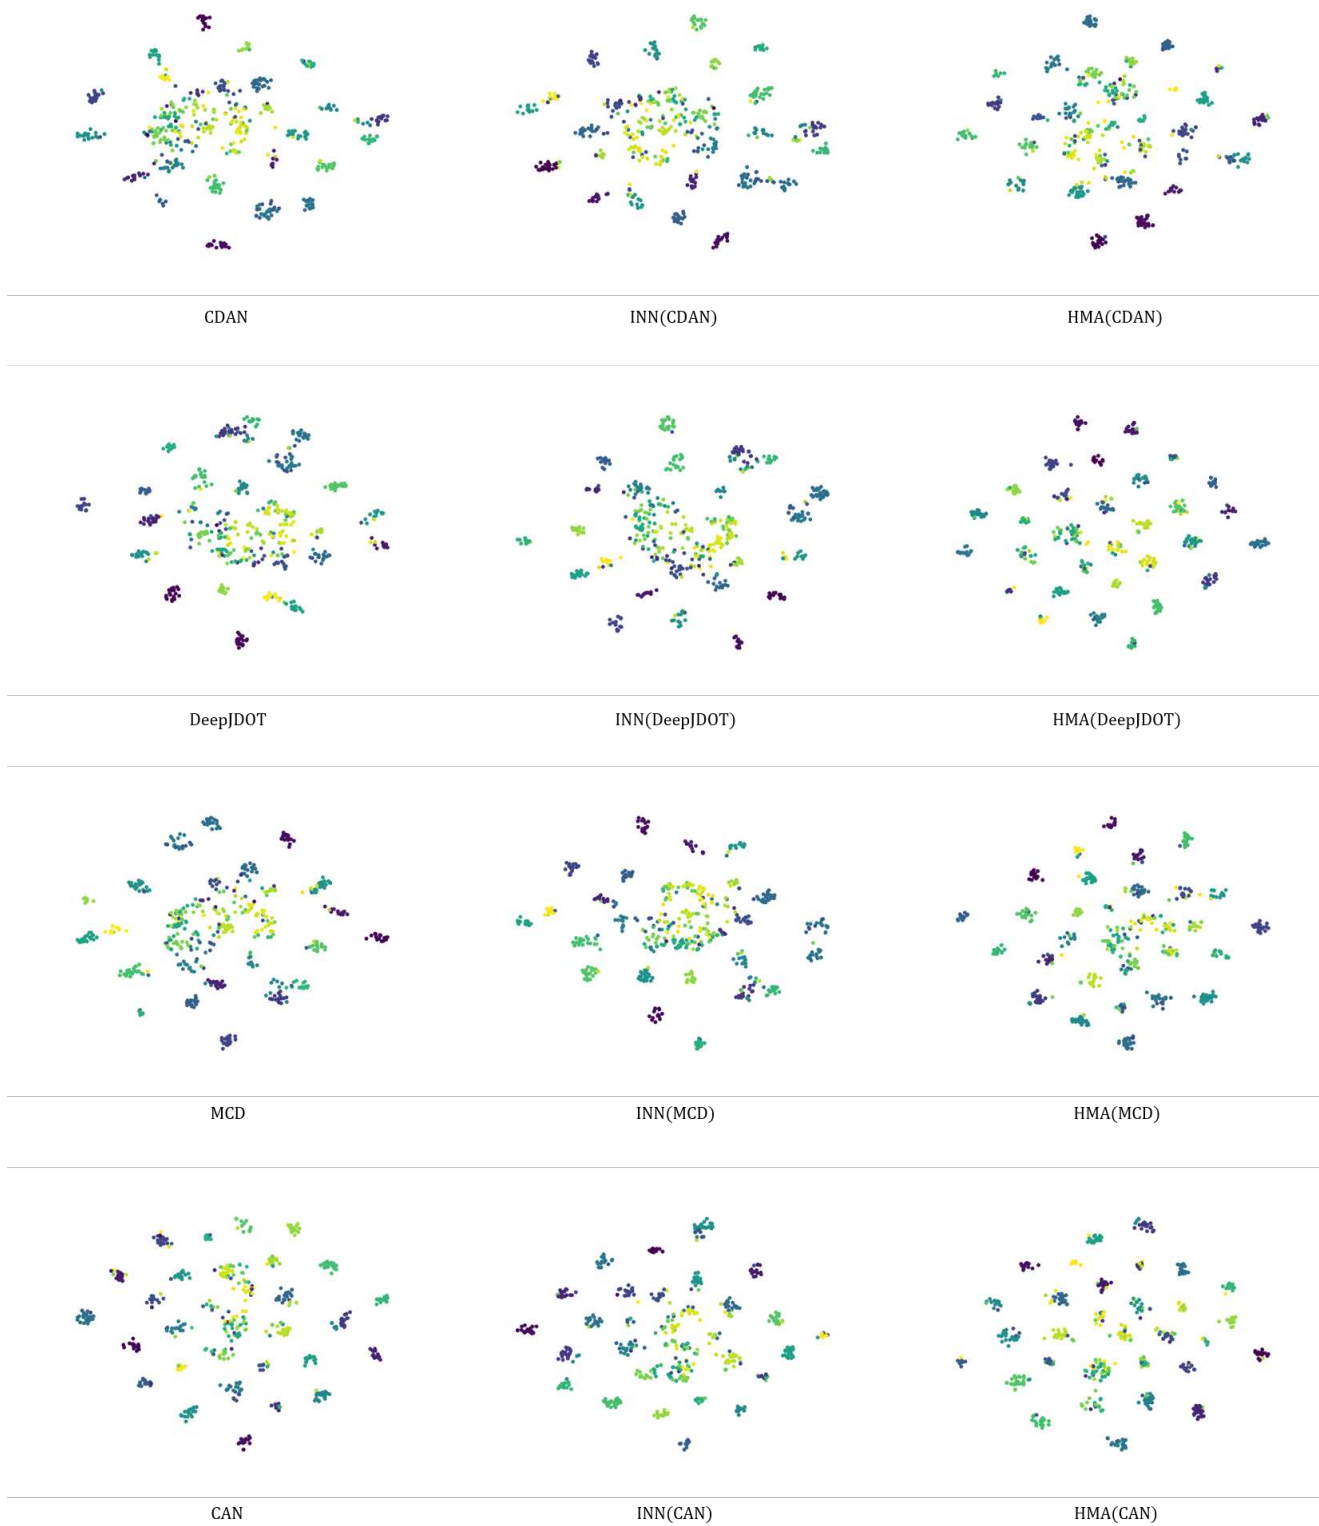 CDAN
INN(CDAN)
HMA(CDAN)
DeepJDOT
INN(DeepJDOT)
HMA(DeepJDOT)
MCD
INN(MCD)
HMA(MCD)
CAN
INN(CAN)
HMA(CAN)